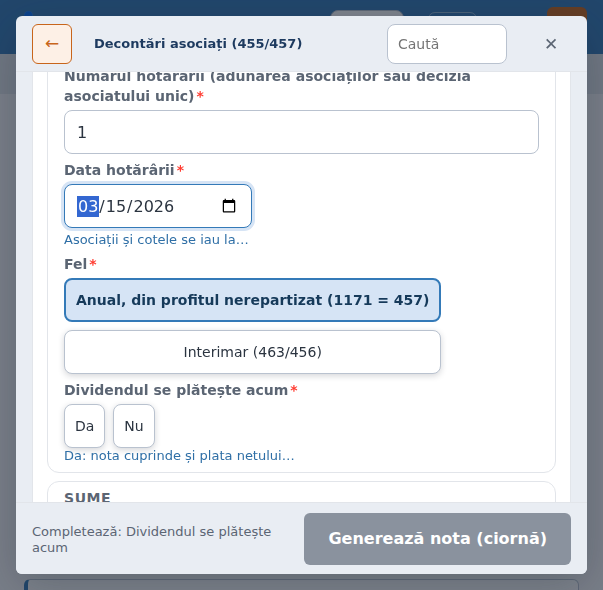 ←
Decontări asociați (455/457)
Caută
✕
Numărul hotărârii (adunarea asociaților sau decizia
asociatului unic)*
1
Data hotărârii*
03/15/2026
Asociații și cotele se iau la…
Fel*
Anual, din profitul nerepartizat (1171 = 457)
Interimar (463/456)
Dividendul se plătește acum*
Da Nu
Da: nota cuprinde și plata netului…
SUME
Completează: Dividendul se plătește
acum
Generează nota (ciornă)